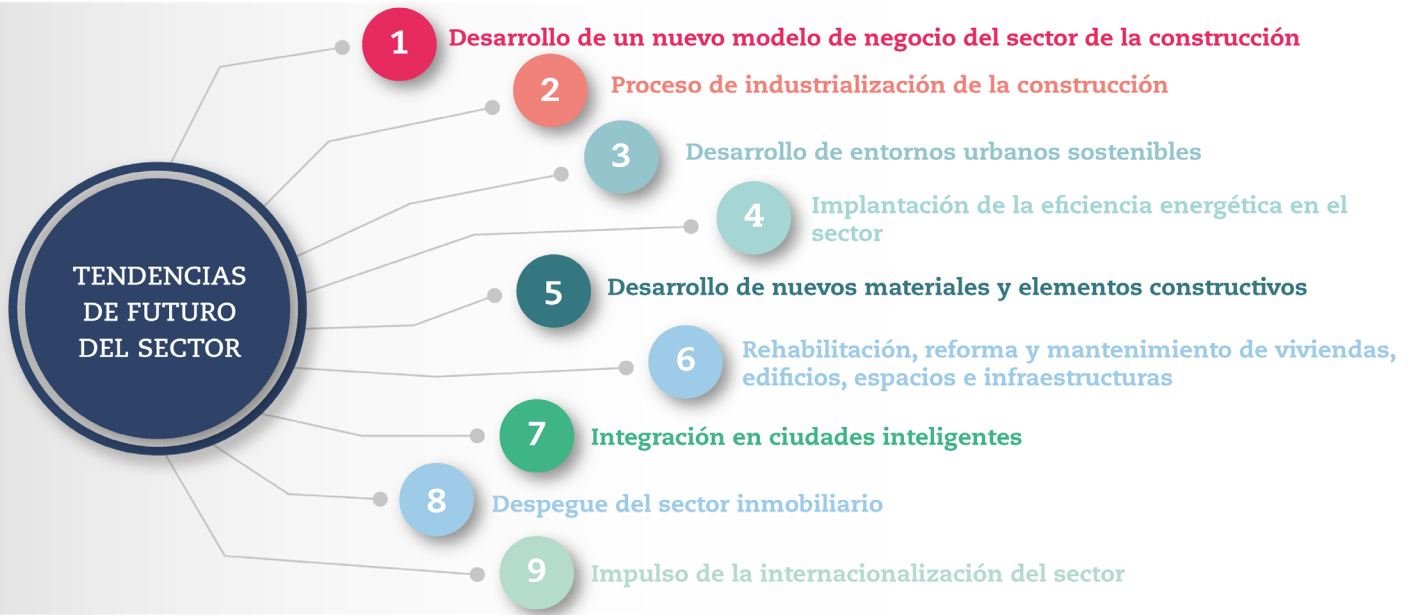 TENDENCIAS
DE FUTURO
DEL SECTOR
1
Desarrollo de un nuevo modelo de negocio del sector de la construcción
2
Proceso de industrialización de la construcción
3
Desarrollo de entornos urbanos sostenibles
4
Implantación de la eficiencia energética en el
sector
5
Desarrollo de nuevos materiales y elementos constructivos
6
Rehabilitación, reforma y mantenimiento de viviendas,
edificios, espacios e infraestructuras
7
Integración en ciudades inteligentes
8
Despegue del sector inmobiliario
9
Impulso de la internacionalización del sector